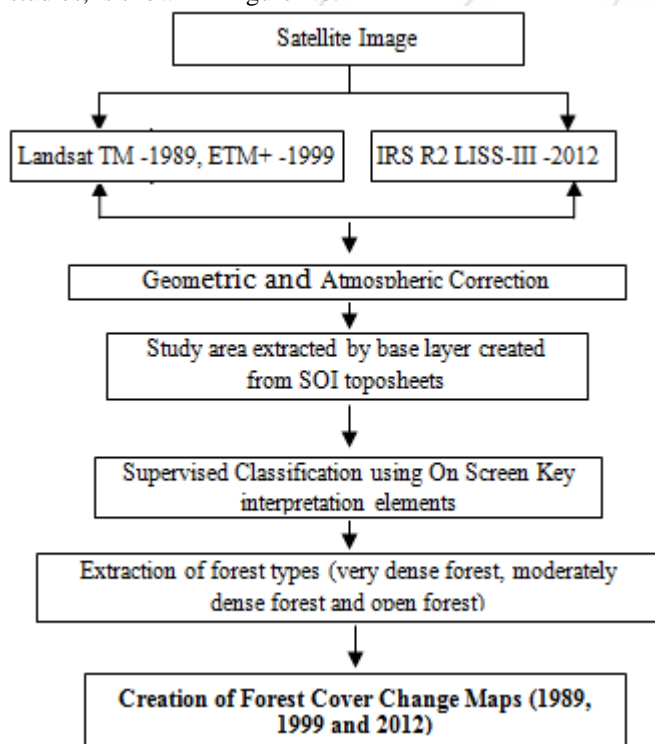 Satellite Image
Landsat TM -1989, ETM+ -1999
IRS R2 LISS-III -2012
Geometric and Atmospheric Correction
Study area extracted by base layer created
from SOI toposheets
Supervised Classification using On Screen Key
interpretation elements
Extraction of forest types (very dense forest, moderately
dense forest and open forest)
Creation of Forest Cover Change Maps (1989,
1999 and 2012)